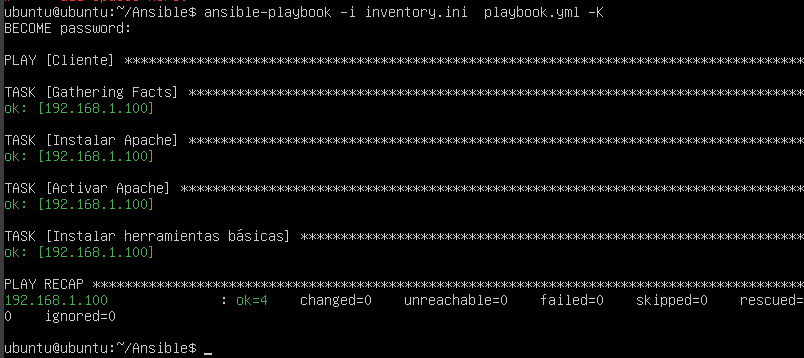 ubuntu@ubuntu:~/Ansible$ ansible-playbook -i inventory.ini  playbook.yml -K
BECOME password:
PLAY [Cliente] *************************************************************************************
TASK [Gathering Facts] *****************************************************************************
ok: [192.168.1.100]
TASK [Instalar Apache] *****************************************************************************
ok: [192.168.1.100]
TASK [Activar Apache] ******************************************************************************
ok: [192.168.1.100]
TASK [Instalar herramientas básicas] ***************************************************************
ok: [192.168.1.100]
PLAY RECAP *****************************************************************************************
192.168.1.100              : ok=4    changed=0    unreachable=0    failed=0    skipped=0    rescued=
0    ignored=0
ubuntu@ubuntu:~/Ansible$ _